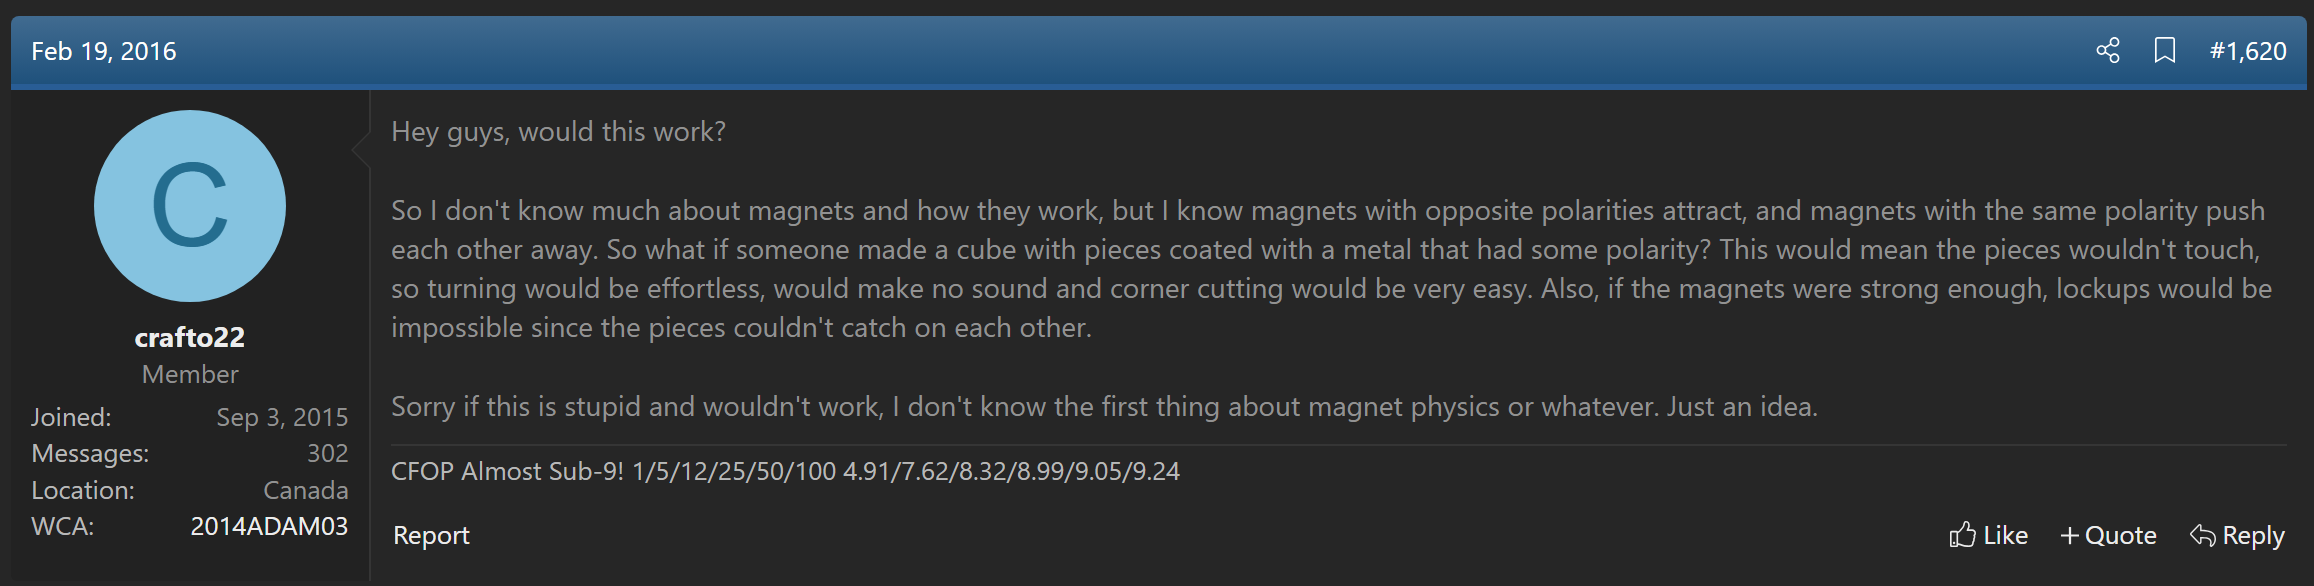 Feb 19, 2016
#1,620
C
crafto22
Member
Joined: Sep 3, 2015
Messages: 302
Location: Canada
WCA: 2014ADAM03
Hey guys, would this work?
So I don't know much about magnets and how they work, but I know magnets with opposite polarities attract, and magnets with the same polarity push
each other away. So what if someone made a cube with pieces coated with a metal that had some polarity? This would mean the pieces wouldn't touch,
so turning would be effortless, would make no sound and corner cutting would be very easy. Also, if the magnets were strong enough, lockups would be
impossible since the pieces couldn't catch on each other.
Sorry if this is stupid and wouldn't work, I don't know the first thing about magnet physics or whatever. Just an idea.
CFOP Almost Sub-9! 1/5/12/25/50/100 4.91/7.62/8.32/8.99/9.05/9.24
Report
Like
+ Quote
Reply